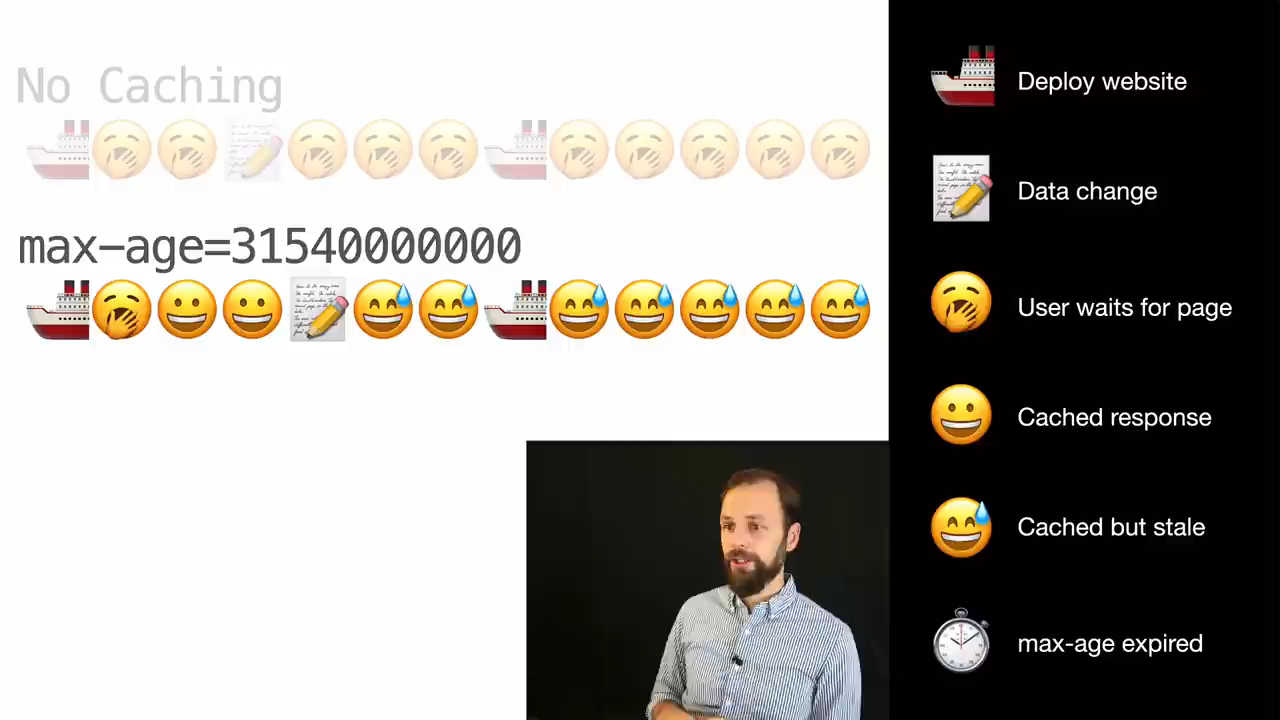 No Caching
max-age=31540000000
Deploy website
Data change
User waits for page
Cached response
Cached but stale
max-age expired